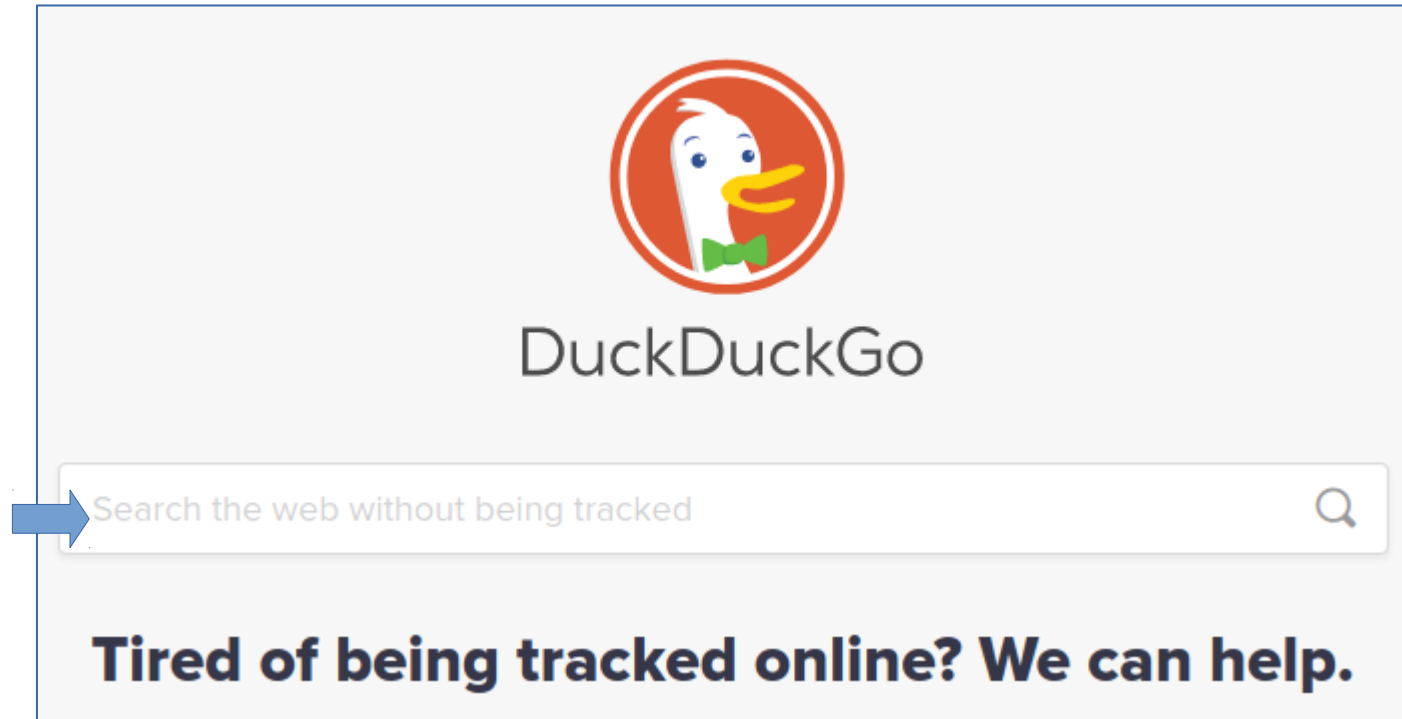 DuckDuckGo
Search the web without being tracked
Tired of being tracked online? We can help.